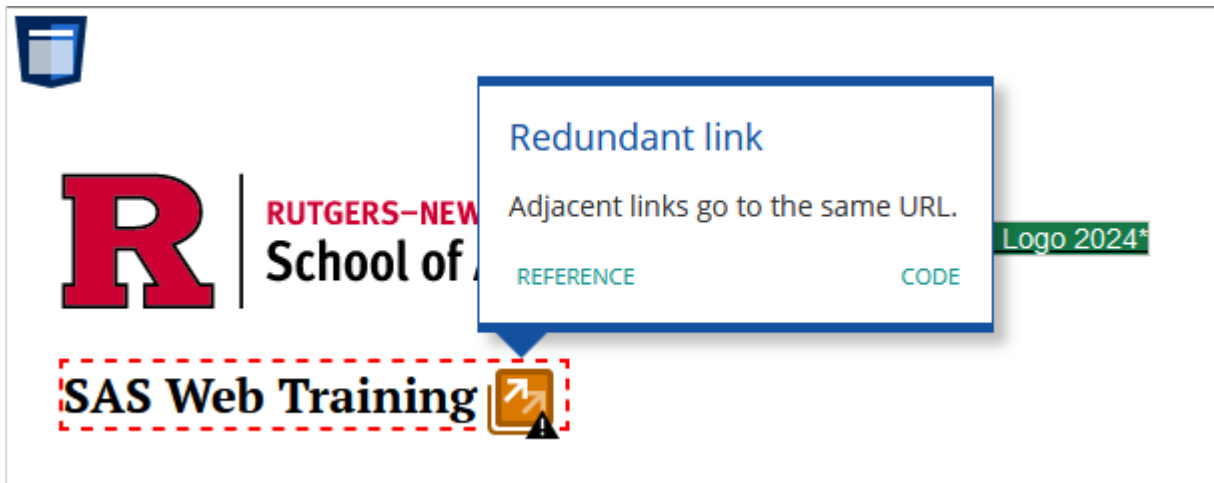 Redundant link
Adjacent links go to the same URL.
REFERENCE CODE
R
RUTGERS–NEW
School of
Logo 2024*
SAS Web Training